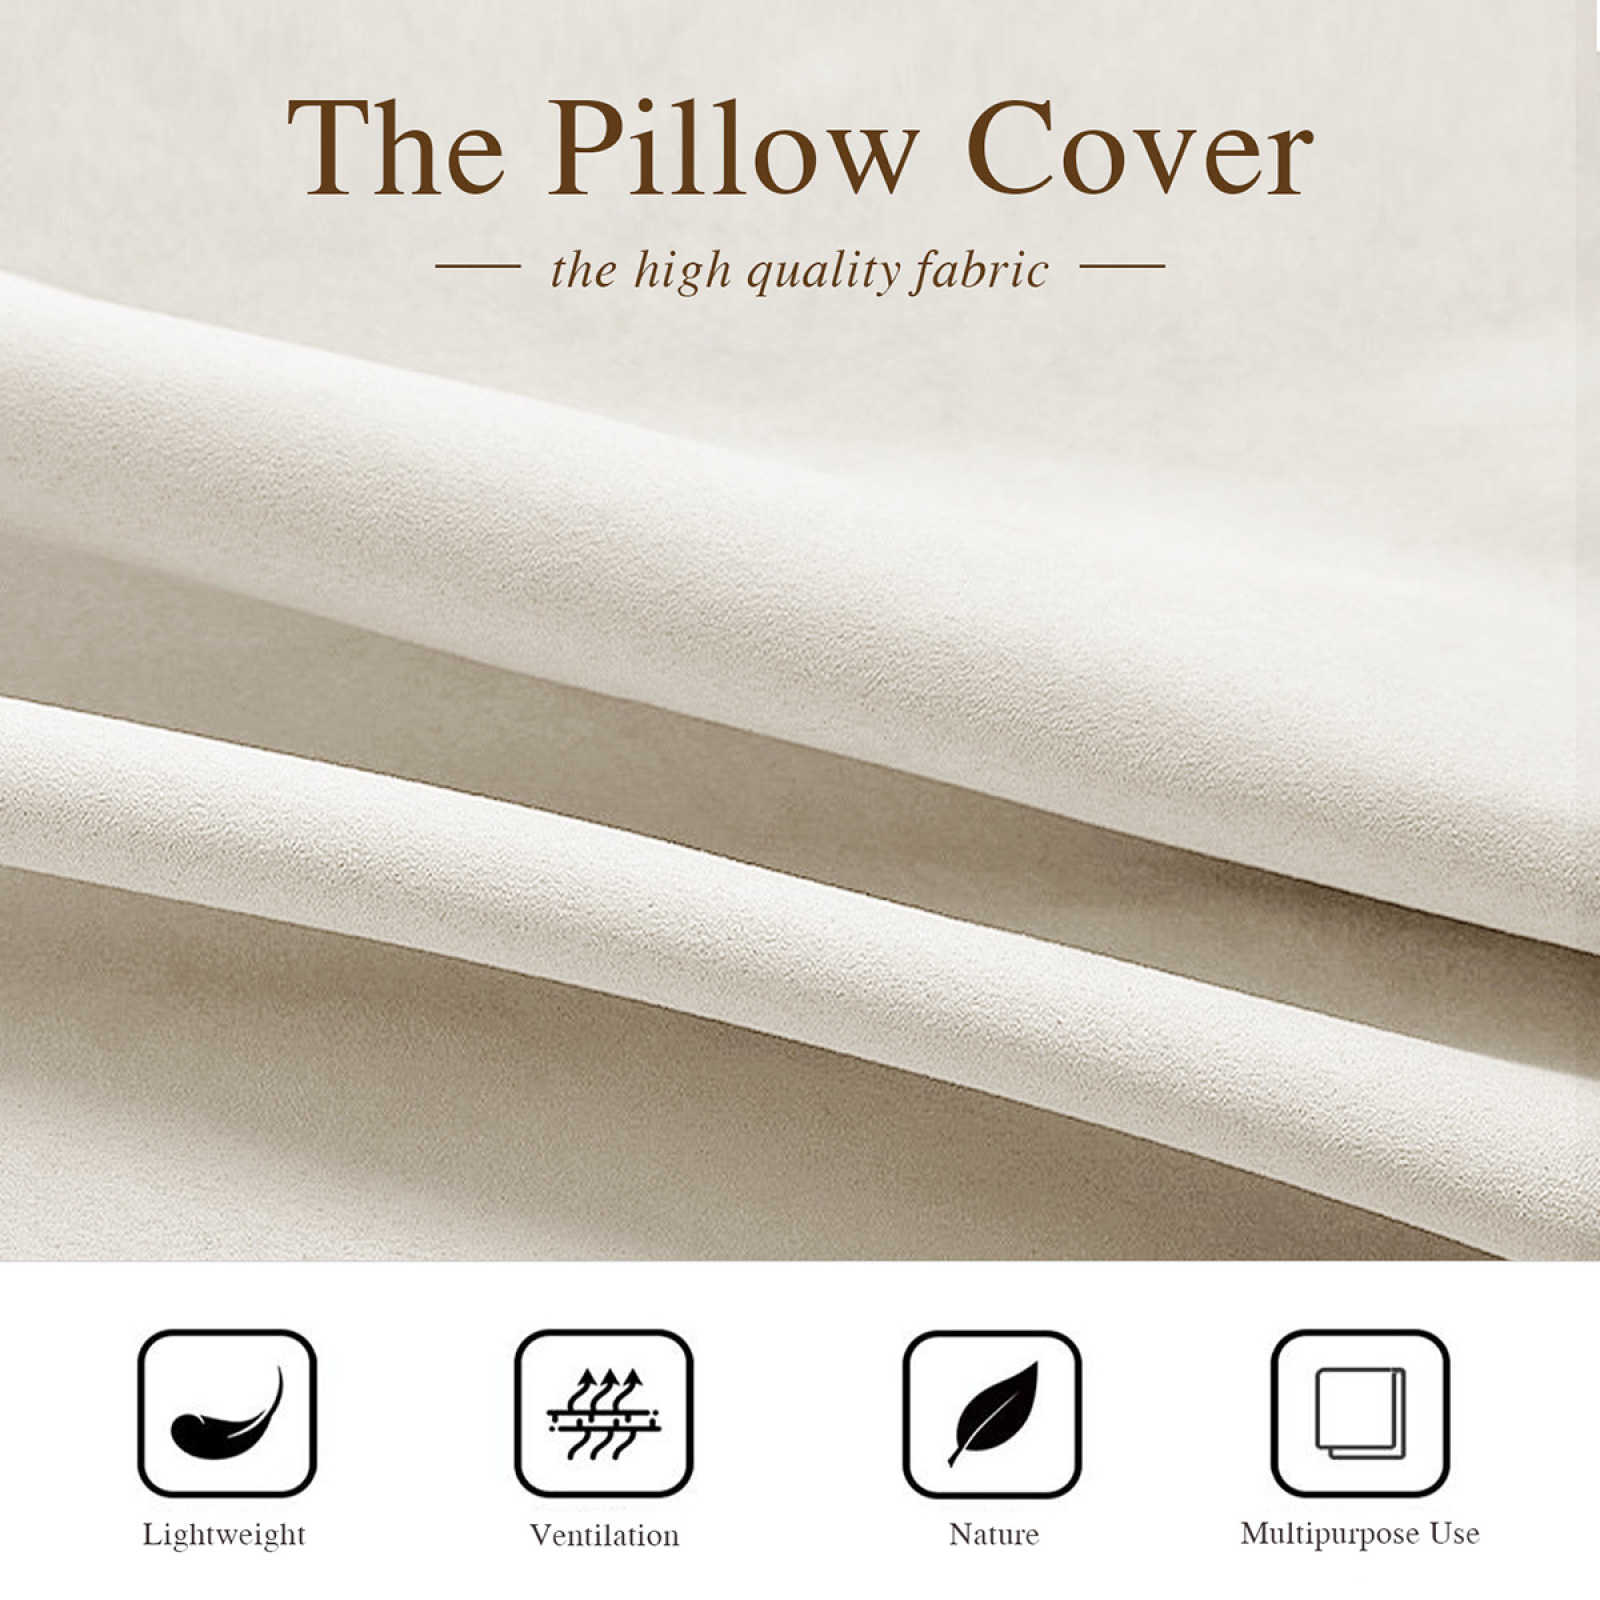 The Pillow Cover
the high quality fabric
Lightweight
Ventilation
Nature
Multipurpose Use